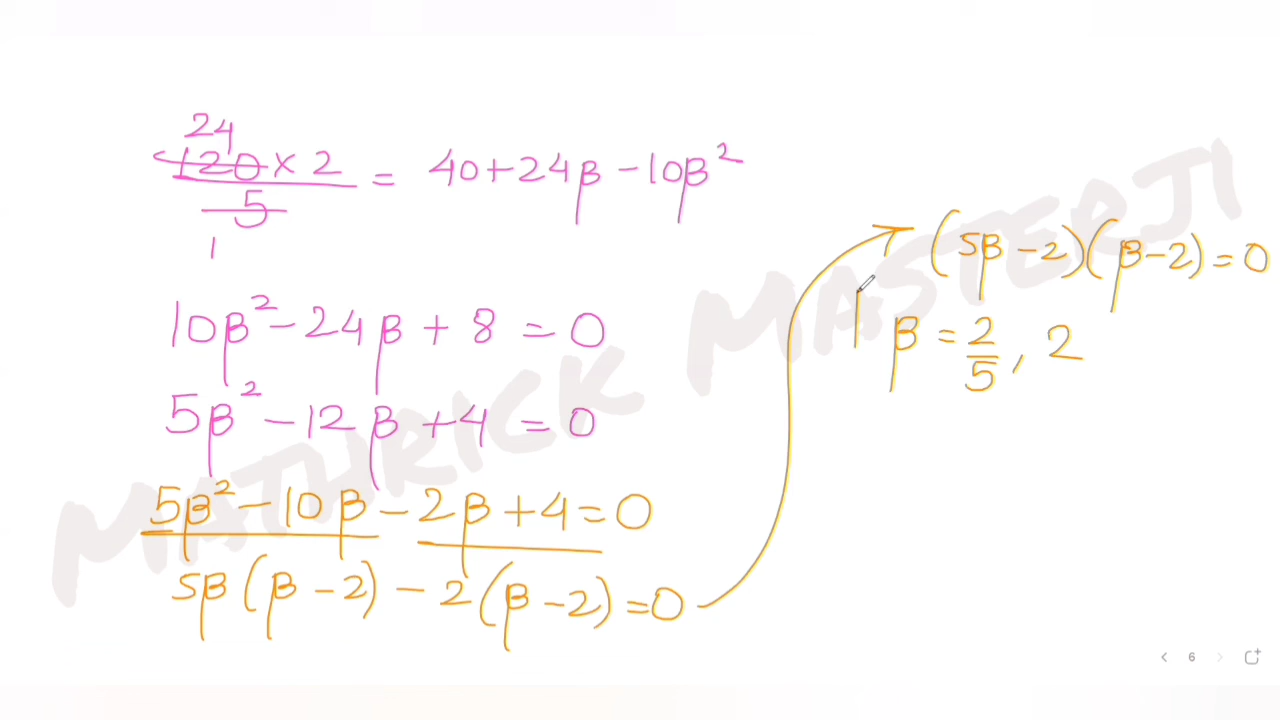 24
120 × 2 / 5 = 40 + 24β − 10β²
1
10β² − 24β + 8 = 0
5β² − 12β + 4 = 0
5β² − 10β − 2β + 4 = 0
5β(β − 2) − 2(β − 2) = 0
(5β − 2)(β − 2) = 0
β = 2/5, 2
MATHRICK MASTERJI
6